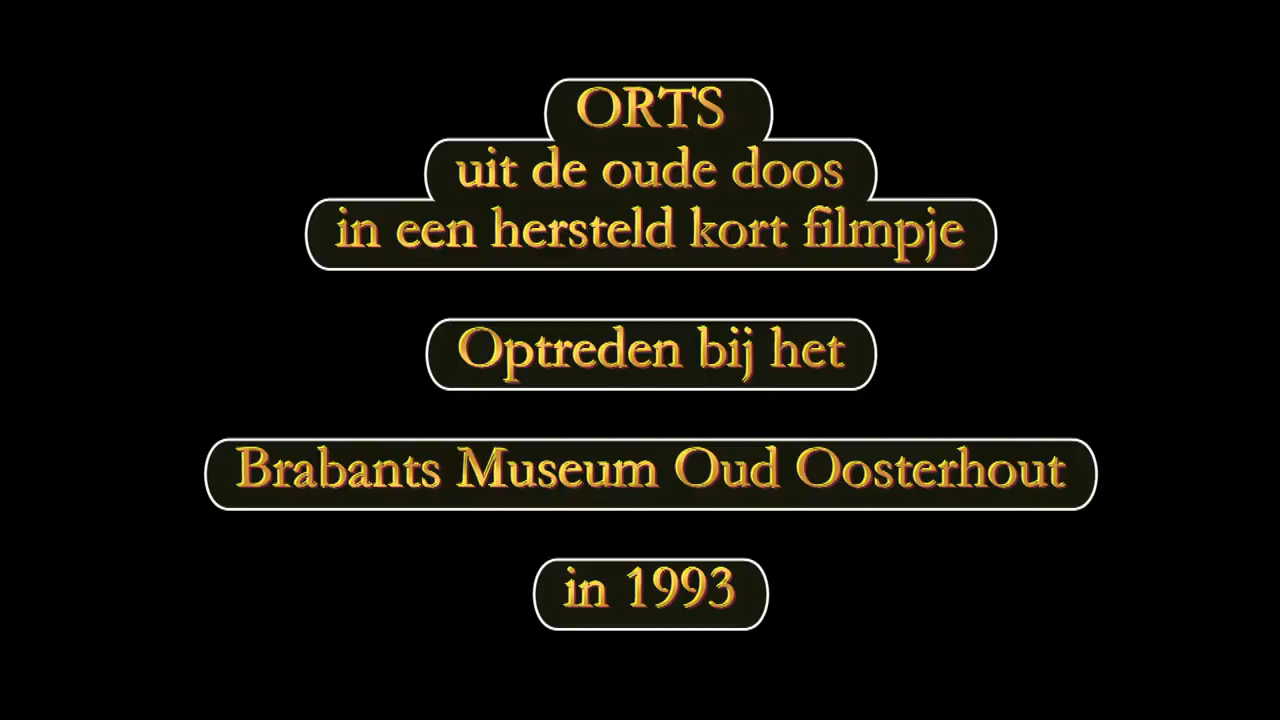 ORTS
uit de oude doos
in een hersteld kort filmpje
Optreden bij het
Brabants Museum Oud Oosterhout
in 1993